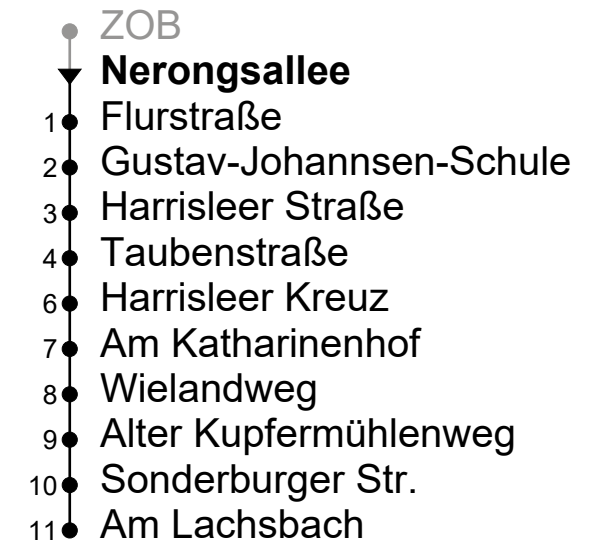 ZOB
Nerongsallee
1 Flurstraße
2 Gustav-Johannsen-Schule
3 Harrisleer Straße
4 Taubenstraße
6 Harrisleer Kreuz
7 Am Katharinenhof
8 Wielandweg
9 Alter Kupfermühlenweg
10 Sonderburger Str.
11 Am Lachsbach